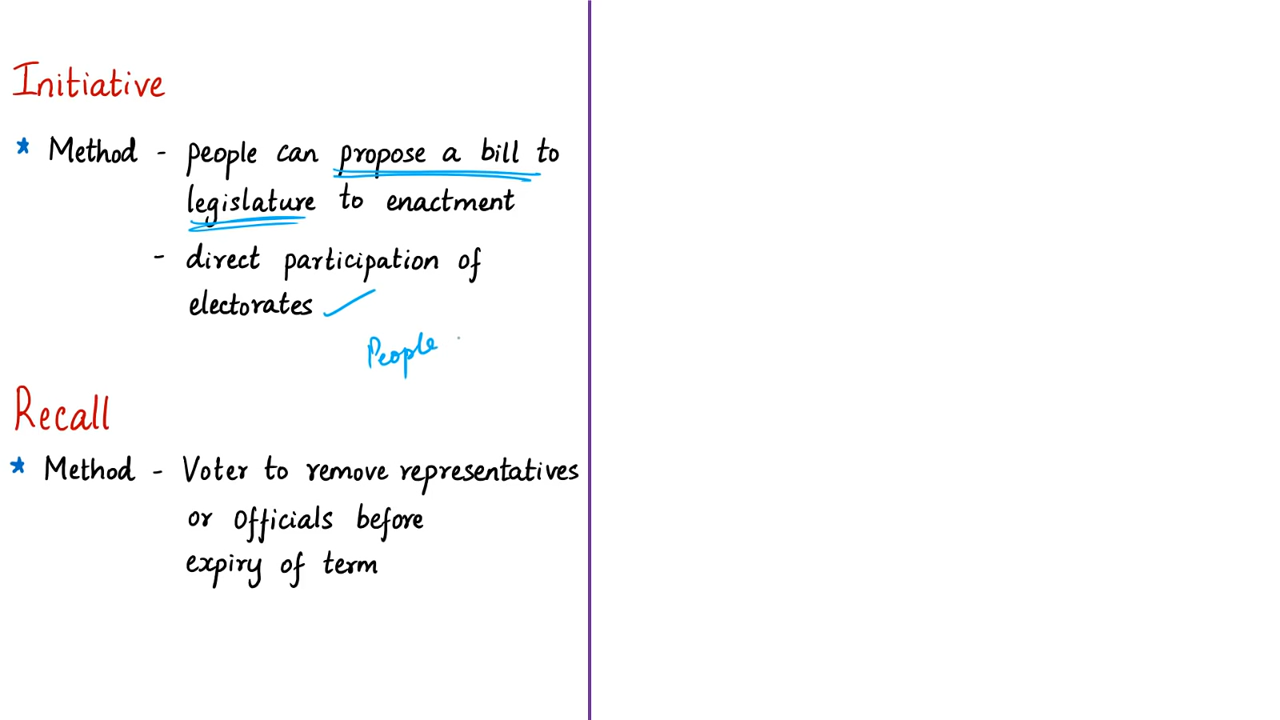 Initiative
* Method - people can propose a bill to
legislature to enactment
- direct participation of
electorates
People
Recall
* Method - Voter to remove representatives
or officials before
expiry of term